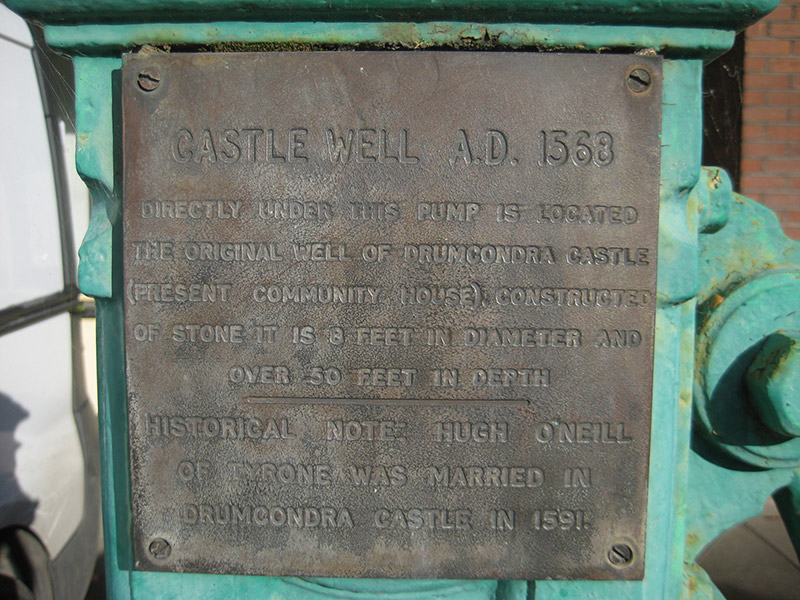 CASTLE WELL A.D. 1568
DIRECTLY UNDER THIS PUMP IS LOCATED
THE ORIGINAL WELL OF DRUMCONDRA CASTLE
(PRESENT COMMUNITY HOUSE); CONSTRUCTED
OF STONE IT IS 8 FEET IN DIAMETER AND
OVER 50 FEET IN DEPTH
HISTORICAL NOTE: HUGH O'NEILL
OF TYRONE WAS MARRIED IN
DRUMCONDRA CASTLE IN 1591.